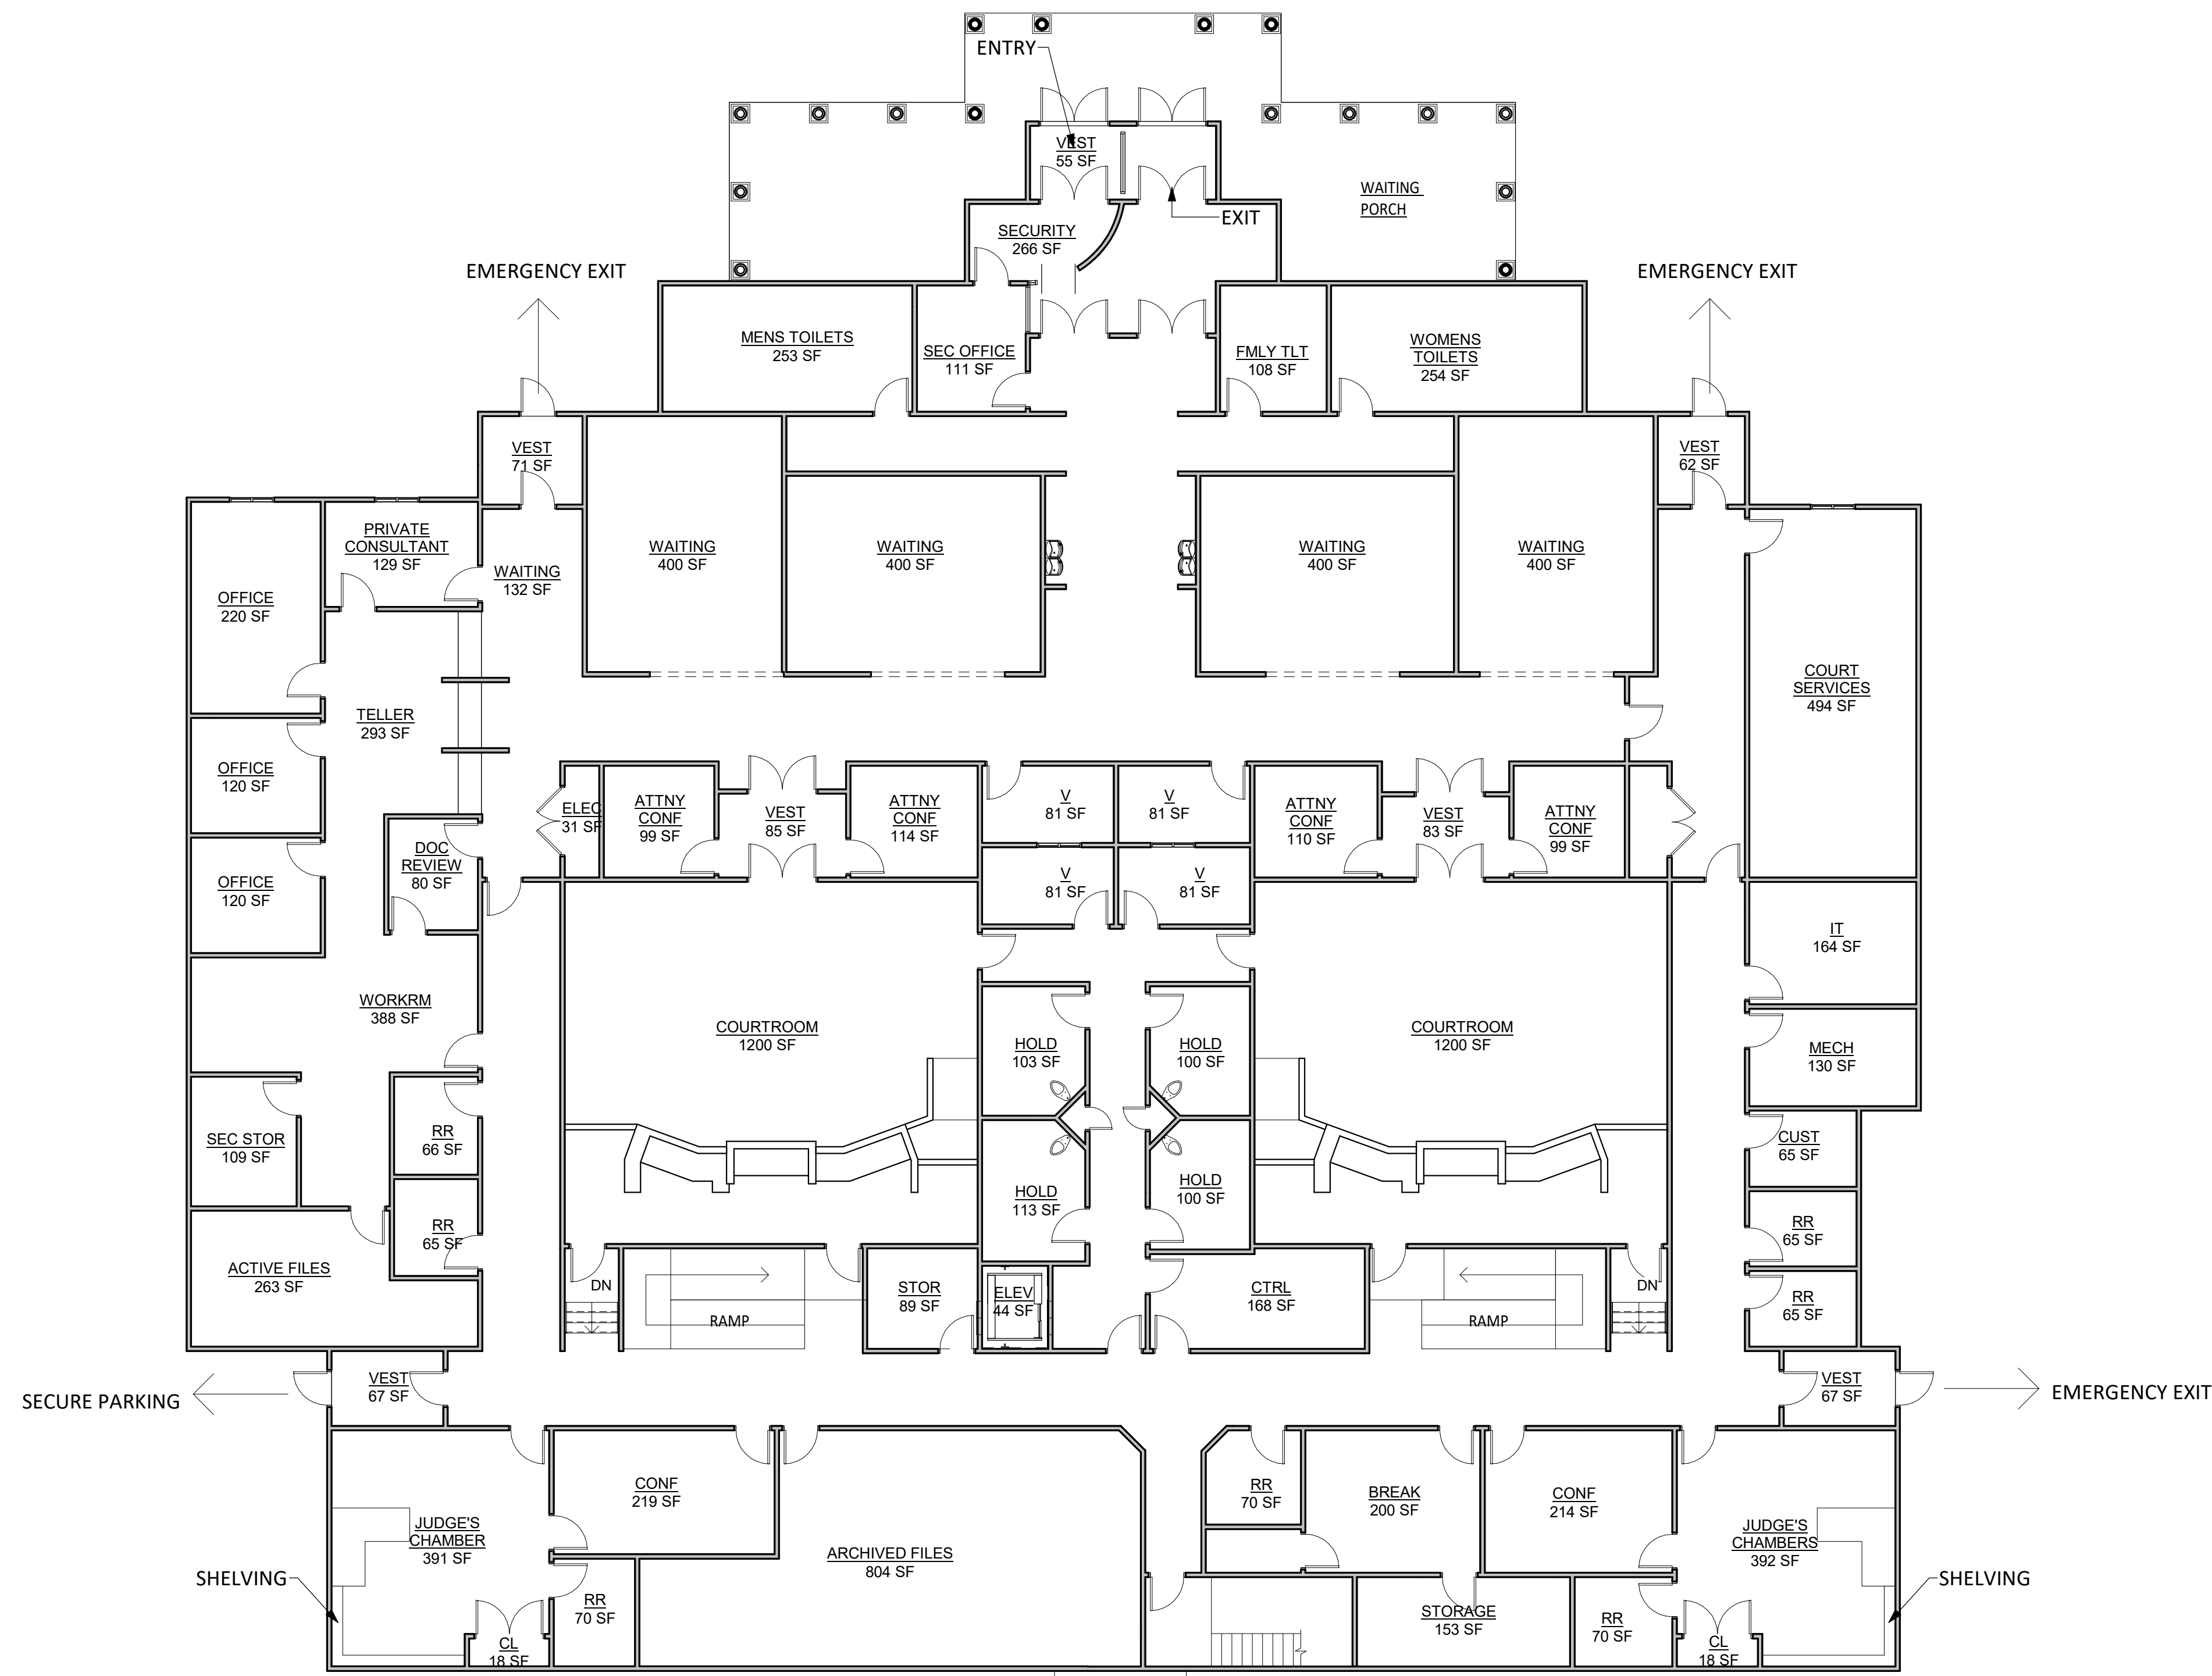 ENTRY
VEST
55 SF
WAITING
PORCH
EXIT
SECURITY
266 SF
EMERGENCY EXIT
EMERGENCY EXIT
MENS TOILETS
253 SF
SEC OFFICE
111 SF
FMLY TLT
108 SF
WOMENS
TOILETS
254 SF
VEST
71 SF
VEST
62 SF
PRIVATE
CONSULTANT
129 SF
WAITING
132 SF
WAITING
400 SF
WAITING
400 SF
WAITING
400 SF
WAITING
400 SF
OFFICE
220 SF
COURT
SERVICES
494 SF
TELLER
293 SF
OFFICE
120 SF
ELEC
31 SF
ATTNY
CONF
99 SF
VEST
85 SF
ATTNY
CONF
114 SF
V
81 SF
V
81 SF
ATTNY
CONF
110 SF
VEST
83 SF
ATTNY
CONF
99 SF
DOC
REVIEW
80 SF
OFFICE
120 SF
V
81 SF
V
81 SF
IT
164 SF
WORKRM
388 SF
COURTROOM
1200 SF
HOLD
103 SF
HOLD
100 SF
COURTROOM
1200 SF
MECH
130 SF
SEC STOR
109 SF
RR
66 SF
CUST
65 SF
HOLD
113 SF
HOLD
100 SF
RR
65 SF
RR
65 SF
ACTIVE FILES
263 SF
DN
RAMP
STOR
89 SF
ELEV
44 SF
CTRL
168 SF
RAMP
DN
RR
65 SF
SECURE PARKING
VEST
67 SF
VEST
67 SF
EMERGENCY EXIT
CONF
219 SF
RR
70 SF
BREAK
200 SF
CONF
214 SF
JUDGE'S
CHAMBER
391 SF
JUDGE'S
CHAMBERS
392 SF
ARCHIVED FILES
804 SF
SHELVING
SHELVING
RR
70 SF
STORAGE
153 SF
RR
70 SF
CL
18 SF
CL
18 SF